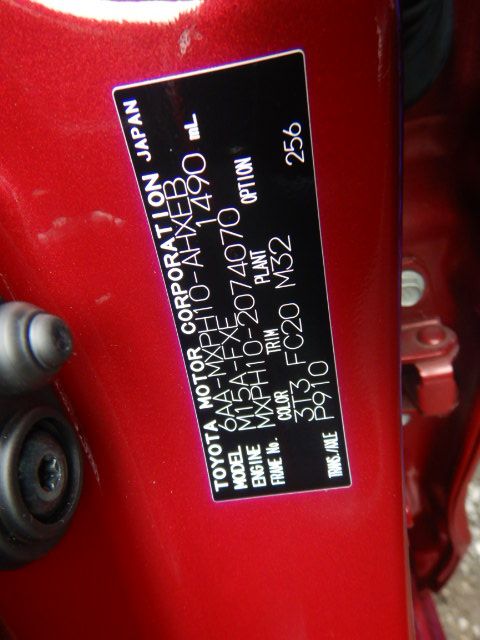 TOYOTA MOTOR CORPORATION JAPAN
MODEL 6AA-MXPH10-AHXEB
ENGINE M15A-FXE 1490 mL
FRAME No. MXPH10-2074070
COLOR TRIM PLANT OPTION
3T3 FC20 M32 256
TRANS./AXLE P910